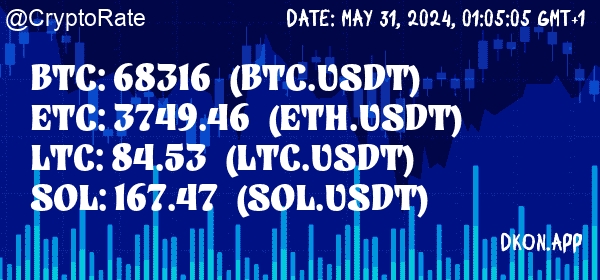 @CryptoRate
DATE: MAY 31, 2024, 01:05:05 GMT+1
BTC: 68316 (BTC.USDT)
ETC: 3749.46 (ETH.USDT)
LTC: 84.53 (LTC.USDT)
SOL: 167.47 (SOL.USDT)
DKON.APP